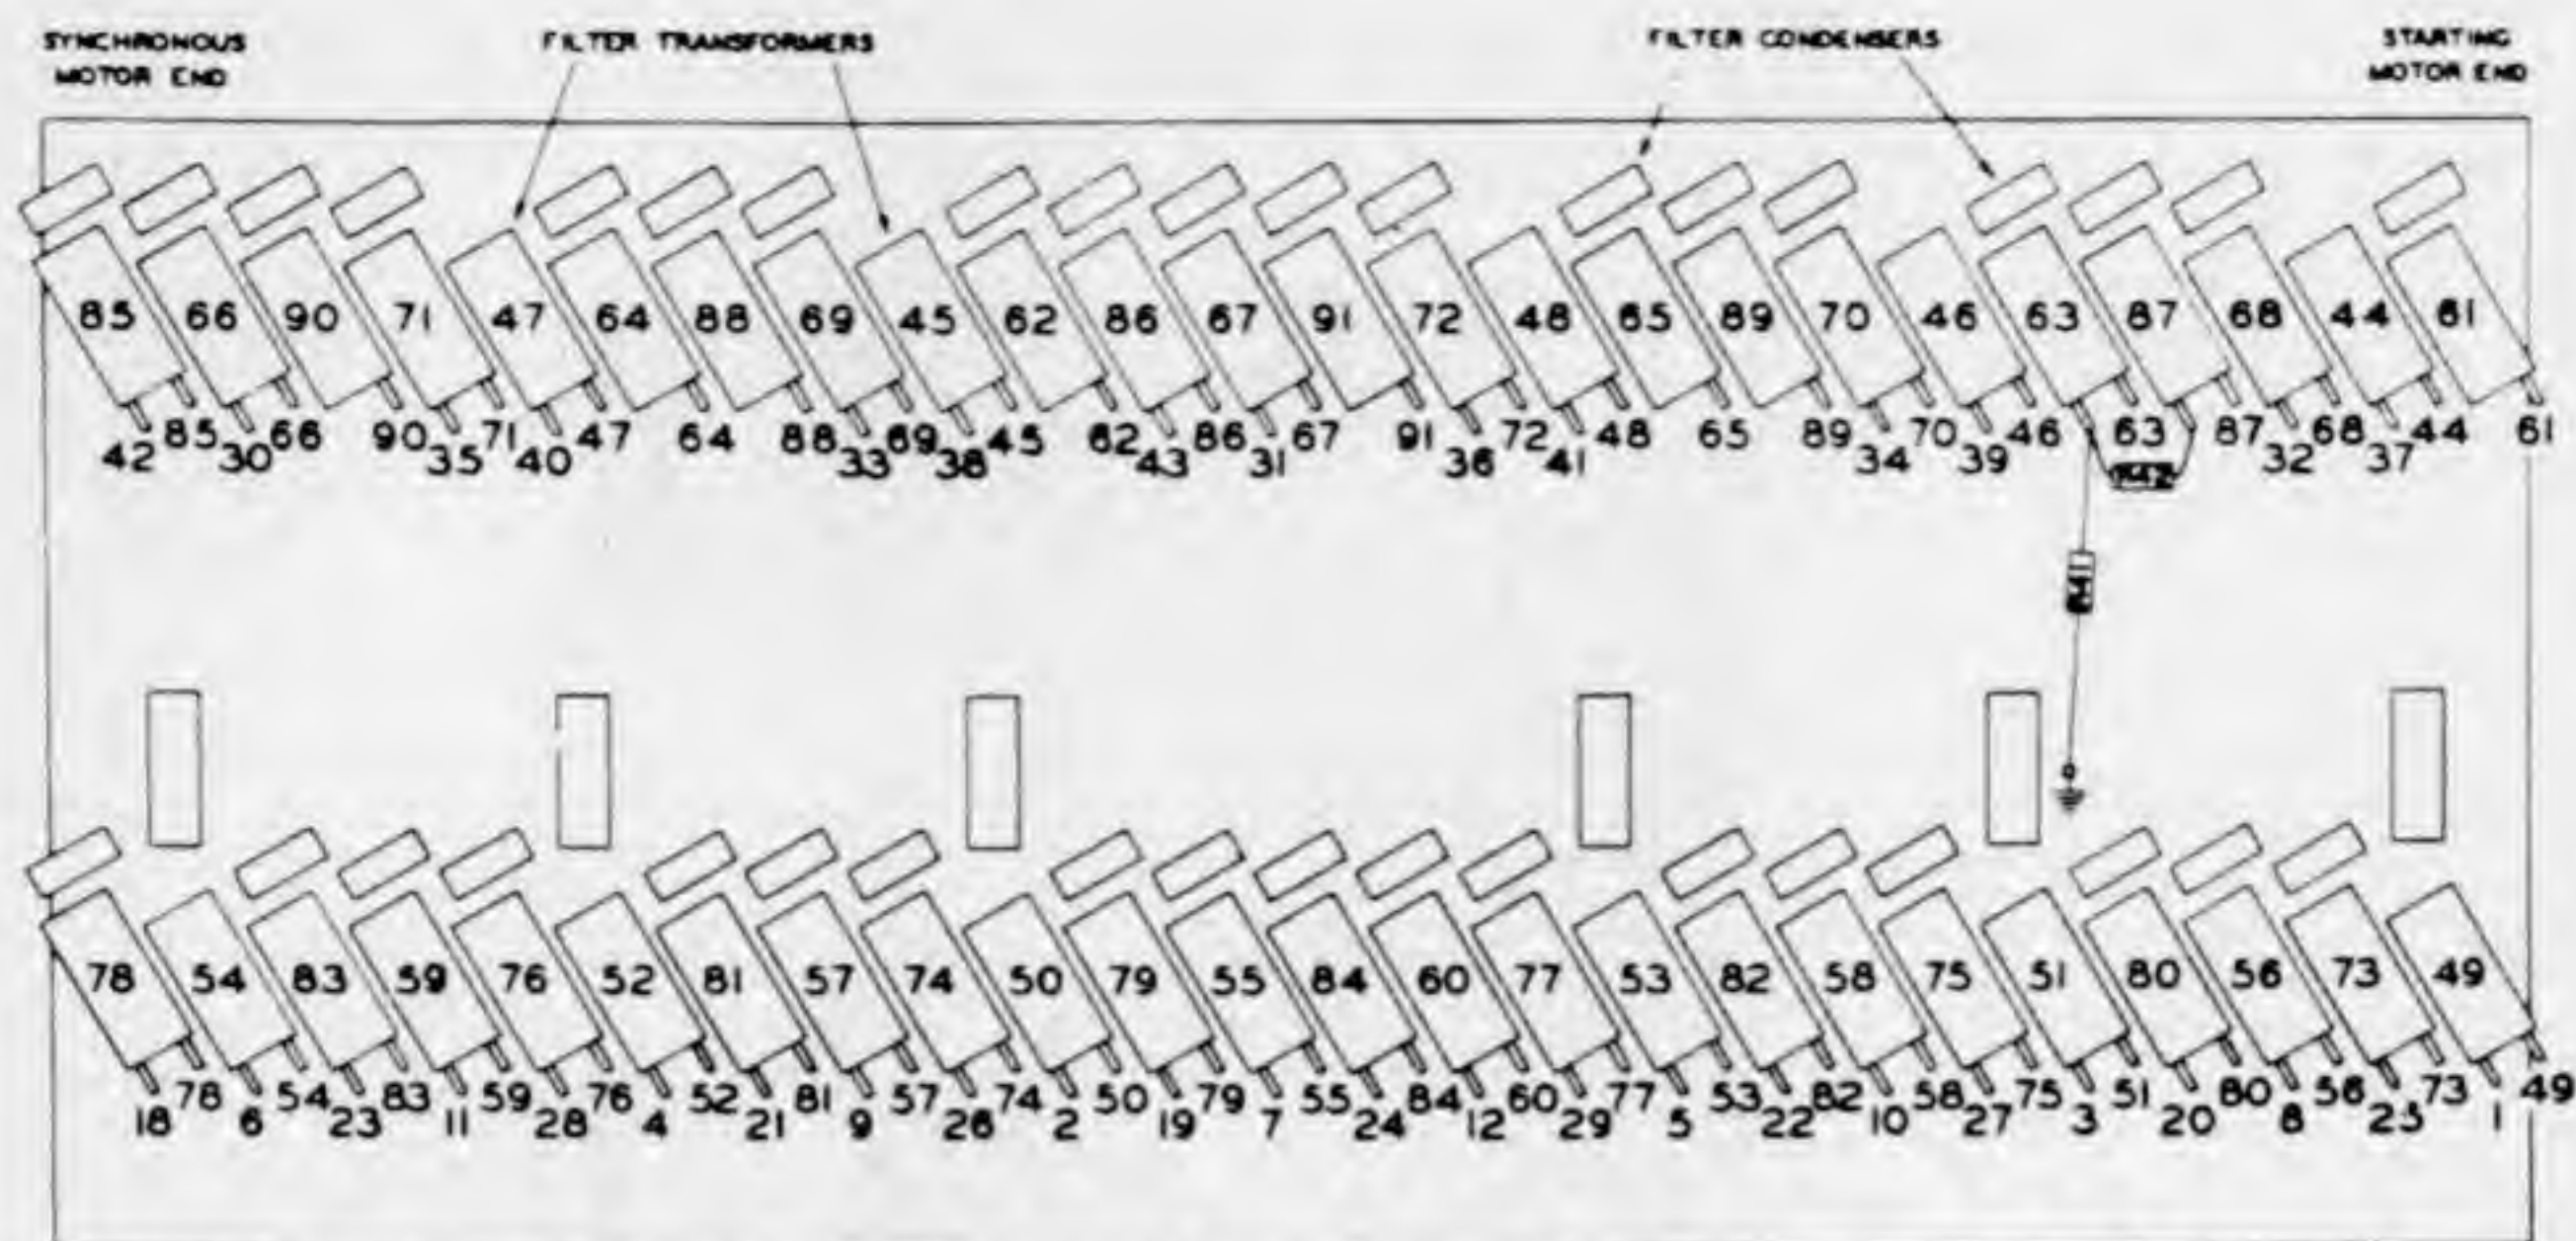 SYNCHRONOUS
MOTOR END
FILTER TRANSFORMERS
FILTER CONDENSERS
STARTING
MOTOR END
85 66 90 71 47 64 88 69 45 62 86 67 91 72 48 65 89 70 46 63 87 68 44 61
85 66 90 71 47 64 88 69 45 62 86 67 91 72 48 65 89 70 46 63 87 68 44 61
42 30 35 40 33 38 43 31 36 41 34 39 R42 32 37
R41
78 54 83 59 76 52 81 57 74 50 79 55 84 60 77 53 82 58 75 51 80 56 73 49
78 54 83 59 76 52 81 57 74 50 79 55 84 60 77 53 82 58 75 51 80 56 73 49
18 6 23 11 28 4 21 9 26 2 19 7 24 12 29 5 22 10 27 3 20 8 25 1